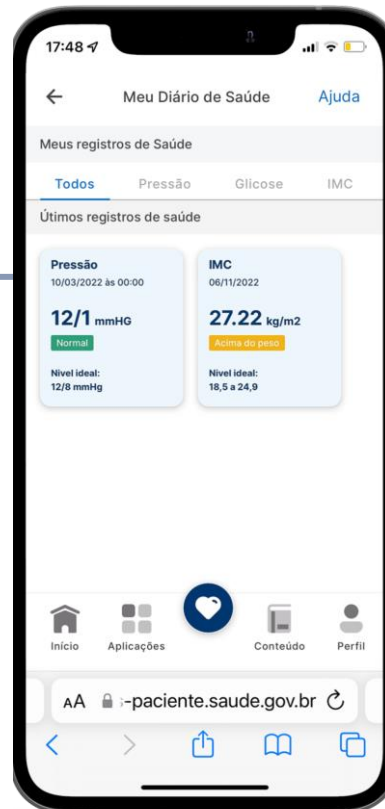 17:48
Meu Diário de Saúde
Ajuda
Meus registros de Saúde
Todos Pressão Glicose IMC
Útimos registros de saúde
Pressão
10/03/2022 às 00:00
12/1 mmHG
Normal
Nivel ideal:
12/8 mmHg
IMC
06/11/2022
27.22 kg/m2
Acima do peso
Nivel ideal:
18,5 a 24,9
Início Aplicações Conteúdo Perfil
AA -paciente.saude.gov.br